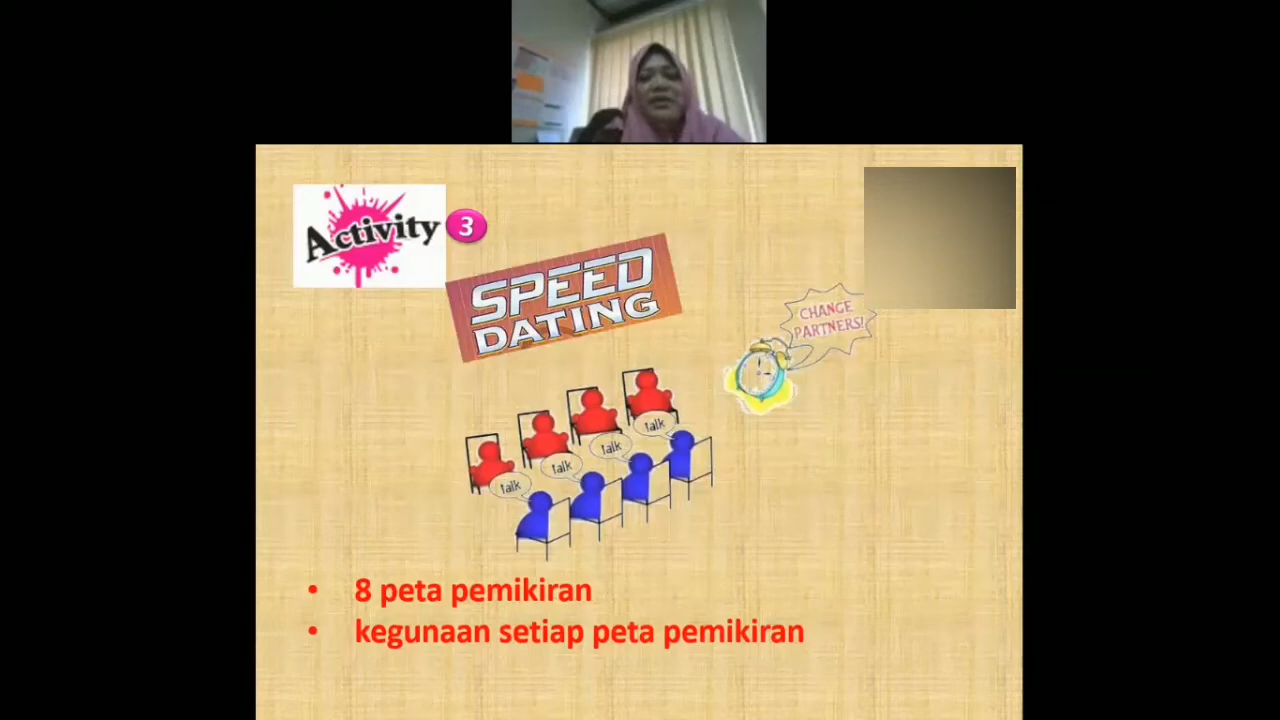 Activity 3
SPEED
DATING
CHANGE
PARTNERS!
talk
talk
talk
talk
• 8 peta pemikiran
• kegunaan setiap peta pemikiran